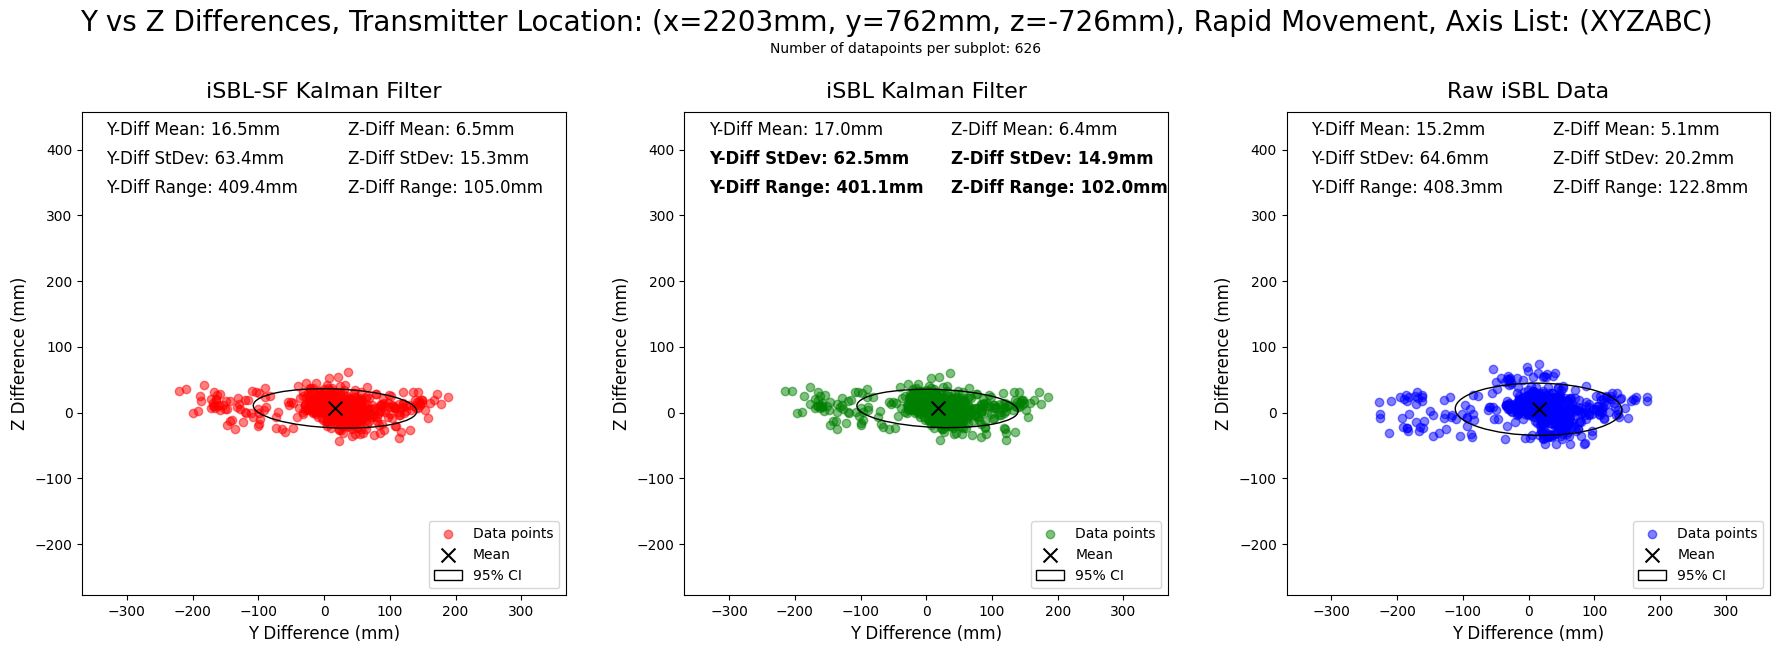 Y vs Z Differences, Transmitter Location: (x=2203mm, y=762mm, z=-726mm), Rapid Movement, Axis List: (XYZABC)
Number of datapoints per subplot: 626
iSBL-SF Kalman Filter
Y-Diff Mean: 16.5mm Z-Diff Mean: 6.5mm
Y-Diff StDev: 63.4mm Z-Diff StDev: 15.3mm
Y-Diff Range: 409.4mm Z-Diff Range: 105.0mm
400
300
200
100
0
−100
−200
Z Difference (mm)
Data points
Mean
95% CI
−300 −200 −100 0 100 200 300
Y Difference (mm)
iSBL Kalman Filter
Y-Diff Mean: 17.0mm Z-Diff Mean: 6.4mm
Y-Diff StDev: 62.5mm Z-Diff StDev: 14.9mm
Y-Diff Range: 401.1mm Z-Diff Range: 102.0mm
400
300
200
100
0
−100
−200
Z Difference (mm)
Data points
Mean
95% CI
−300 −200 −100 0 100 200 300
Y Difference (mm)
Raw iSBL Data
Y-Diff Mean: 15.2mm Z-Diff Mean: 5.1mm
Y-Diff StDev: 64.6mm Z-Diff StDev: 20.2mm
Y-Diff Range: 408.3mm Z-Diff Range: 122.8mm
400
300
200
100
0
−100
−200
Z Difference (mm)
Data points
Mean
95% CI
−300 −200 −100 0 100 200 300
Y Difference (mm)